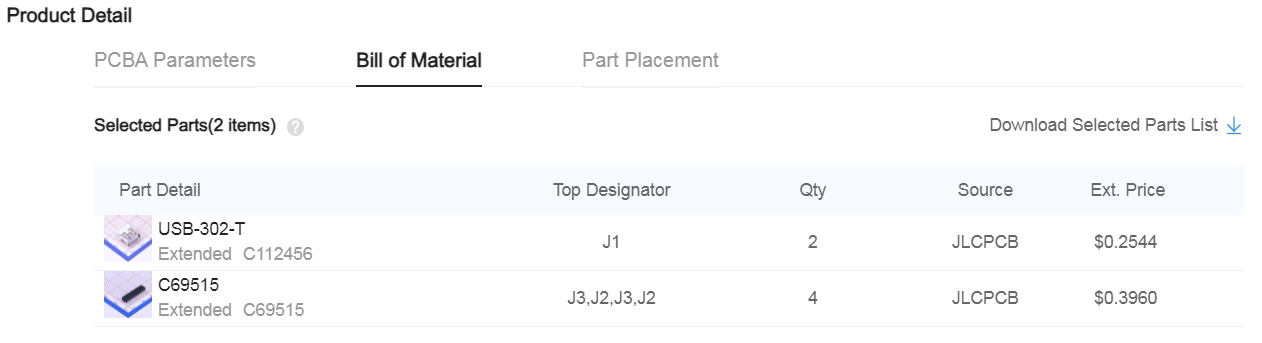 Product Detail
PCBA Parameters Bill of Material Part Placement
Selected Parts(2 items) ? Download Selected Parts List
Part Detail Top Designator Qty Source Ext. Price
USB-302-T
Extended C112456 J1 2 JLCPCB $0.2544
C69515
Extended C69515 J3,J2,J3,J2 4 JLCPCB $0.3960